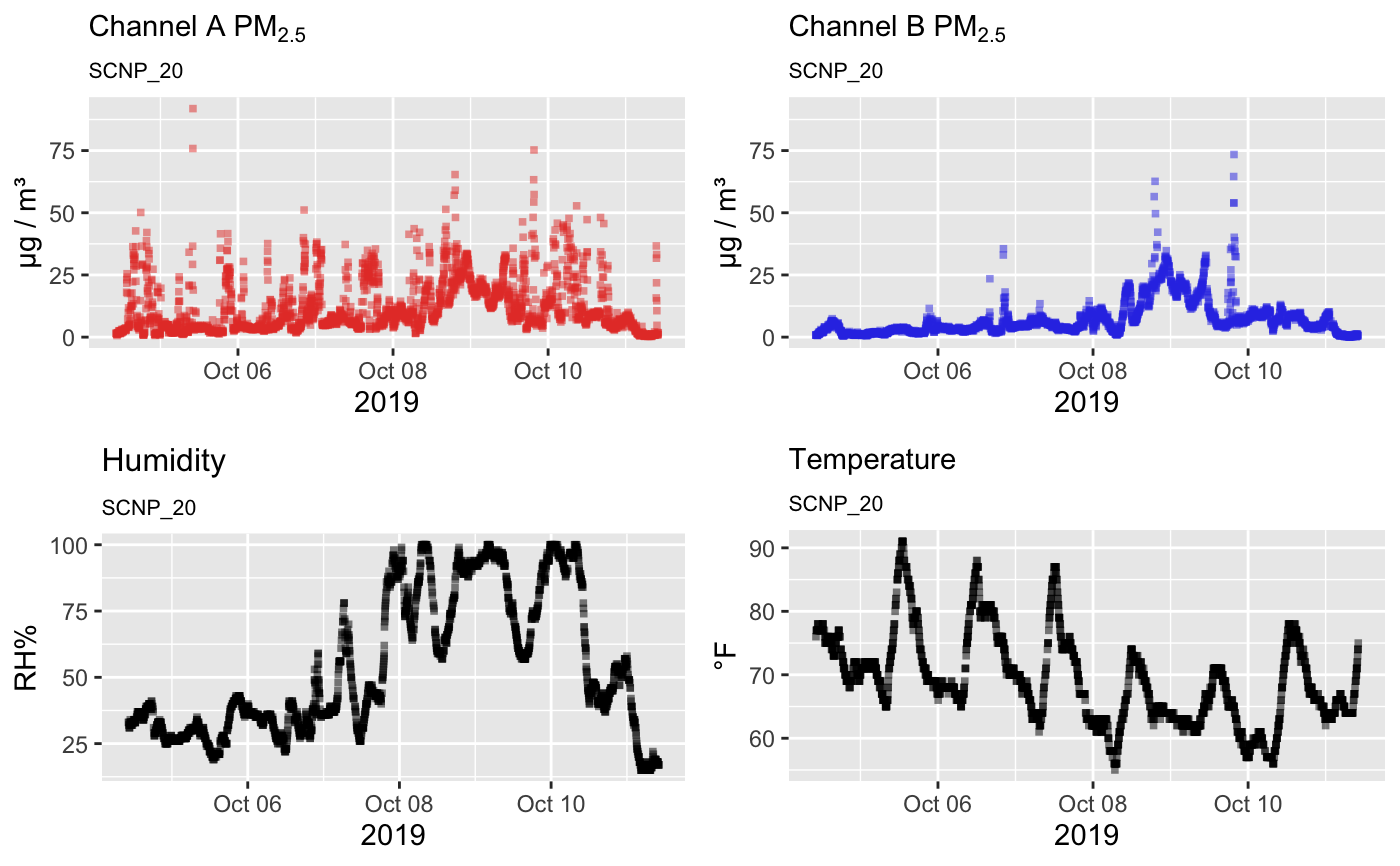 Channel A PM2.5
SCNP_20
75
50
25
0
µg / m³
Oct 06
Oct 08
Oct 10
2019
Channel B PM2.5
SCNP_20
75
50
25
0
µg / m³
Oct 06
Oct 08
Oct 10
2019
Humidity
SCNP_20
100
75
50
25
RH%
Oct 06
Oct 08
Oct 10
2019
Temperature
SCNP_20
90
80
70
60
°F
Oct 06
Oct 08
Oct 10
2019